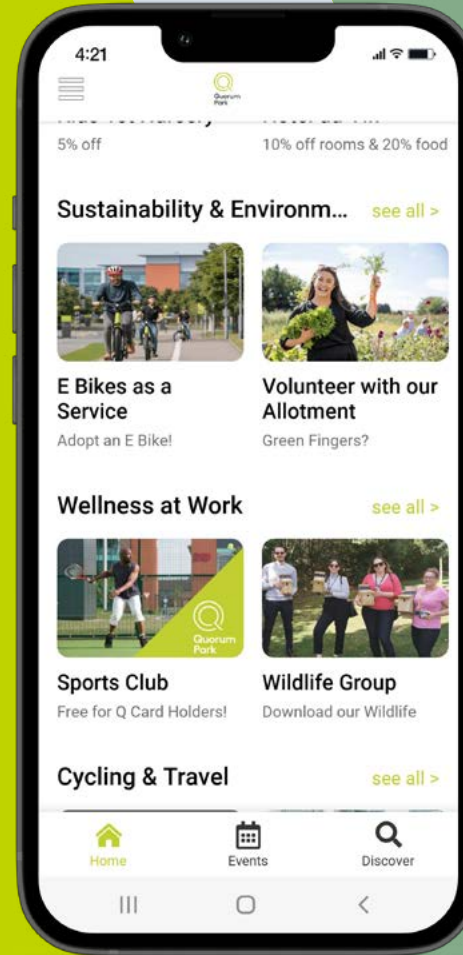 4:21
Quorum
Park
5% off
10% off rooms & 20% food
Sustainability & Environm...
see all >
E Bikes as a
Service
Volunteer with our
Allotment
Adopt an E Bike!
Green Fingers?
Wellness at Work
see all >
Quorum
Park
Sports Club
Wildlife Group
Free for Q Card Holders!
Download our Wildlife
Cycling & Travel
see all >
Home
Events
Discover